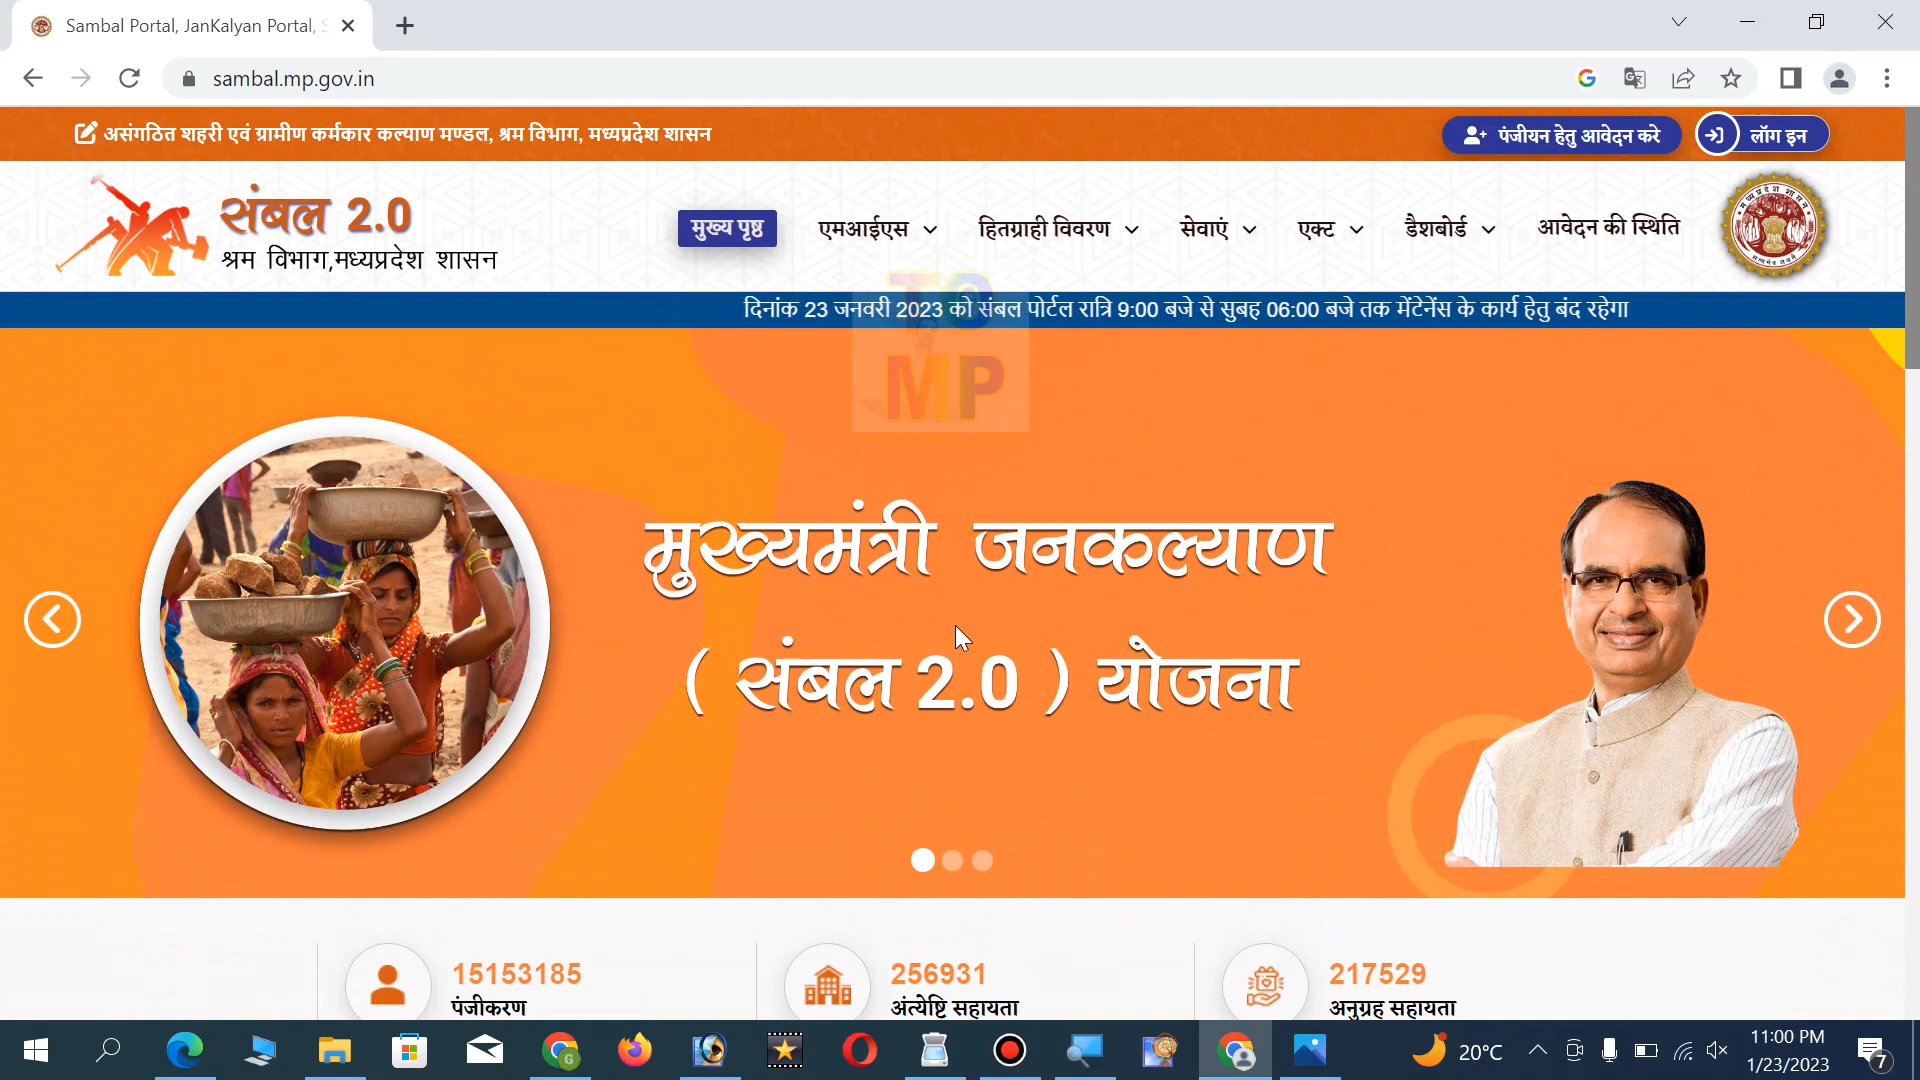 Sambal Portal, JanKalyan Portal, S
sambal.mp.gov.in
असंगठित शहरी एवं ग्रामीण कर्मकार कल्याण मण्डल, श्रम विभाग, मध्यप्रदेश शासन
पंजीयन हेतु आवेदन करे
लॉग इन
संबल 2.0
श्रम विभाग,मध्यप्रदेश शासन
मुख्य पृष्ठ
एमआईएस
हितग्राही विवरण
सेवाएं
एक्ट
डैशबोर्ड
आवेदन की स्थिति
दिनांक 23 जनवरी 2023 को संबल पोर्टल रात्रि 9:00 बजे से सुबह 06:00 बजे तक मेंटेनेंस के कार्य हेतु बंद रहेगा
TO
MP
मुख्यमंत्री जनकल्याण
( संबल 2.0 ) योजना
15153185
पंजीकरण
256931
अंत्येष्टि सहायता
217529
अनुग्रह सहायता
20°C
11:00 PM
1/23/2023
7